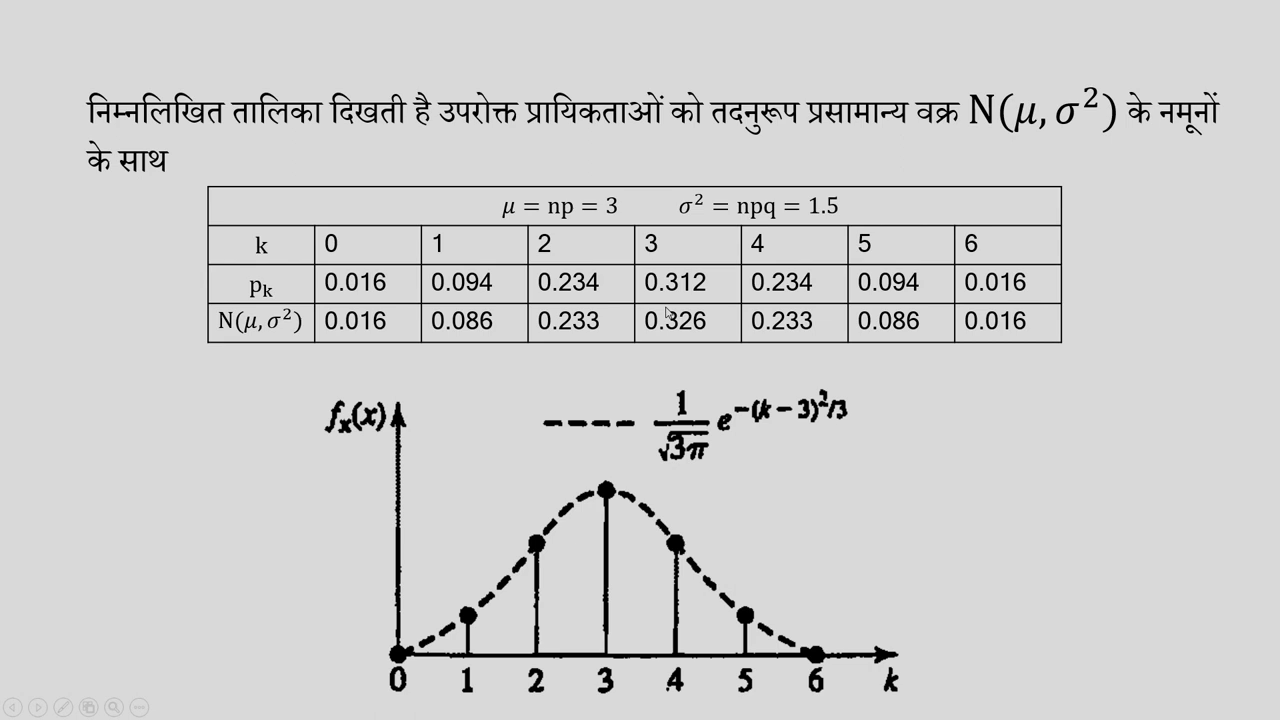 निम्नलिखित तालिका दिखती है उपरोक्त प्रायिकताओं को तदनुरूप प्रसामान्य वक्र N(μ, σ²) के नमूनों
के साथ
μ = np = 3 σ² = npq = 1.5
k 0 1 2 3 4 5 6
pₖ 0.016 0.094 0.234 0.312 0.234 0.094 0.016
N(μ, σ²) 0.016 0.086 0.233 0.326 0.233 0.086 0.016
fₓ(x) ---- 1/√3π e^-(k - 3)²/3
0 1 2 3 4 5 6 k